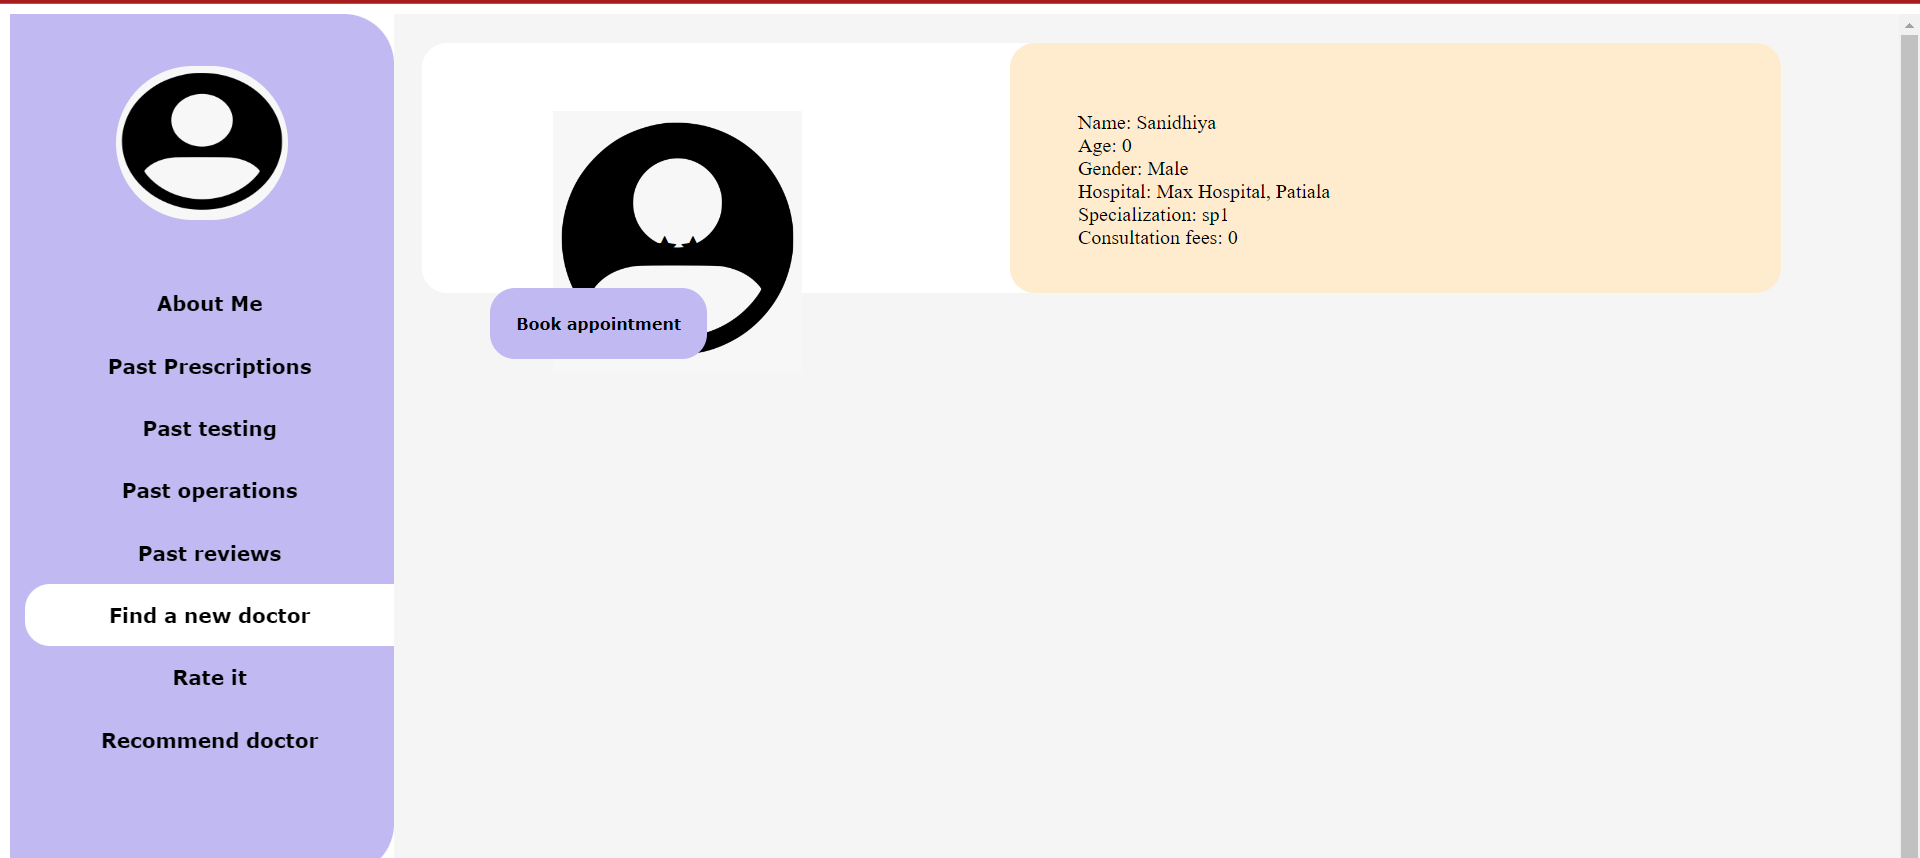 About Me
Past Prescriptions
Past testing
Past operations
Past reviews
Find a new doctor
Rate it
Recommend doctor
Book appointment
Name: Sanidhiya
Age: 0
Gender: Male
Hospital: Max Hospital, Patiala
Specialization: sp1
Consultation fees: 0